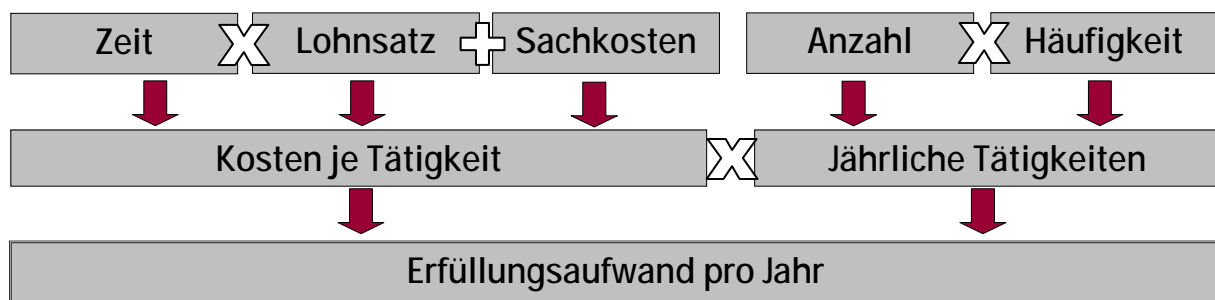 Zeit X Lohnsatz + Sachkosten Anzahl X Häufigkeit
Kosten je Tätigkeit X Jährliche Tätigkeiten
Erfüllungsaufwand pro Jahr